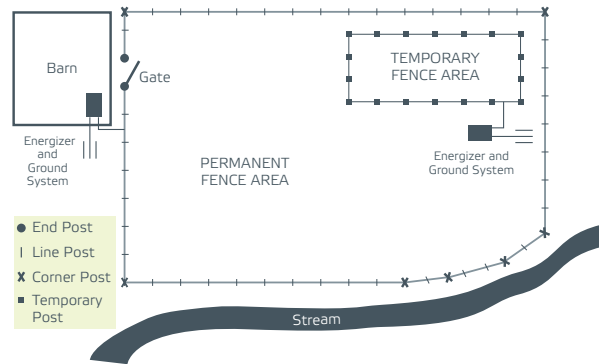 Barn
Gate
TEMPORARY
FENCE AREA
Energizer
and
Ground
System
PERMANENT
FENCE AREA
Energizer and
Ground System
End Post
Line Post
Corner Post
Temporary
Post
Stream